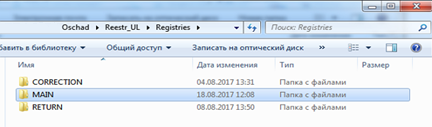 Oschad ▸ Reestr_UL ▸ Registries ▸ Поиск: Registries
бавить в библиотеку ▾ Общий доступ ▾ Записать на оптический диск »
Имя Дата изменения Тип Размер
CORRECTION 04.08.2017 13:31 Папка с файлами
MAIN 18.08.2017 12:08 Папка с файлами
RETURN 08.08.2017 13:50 Папка с файлами